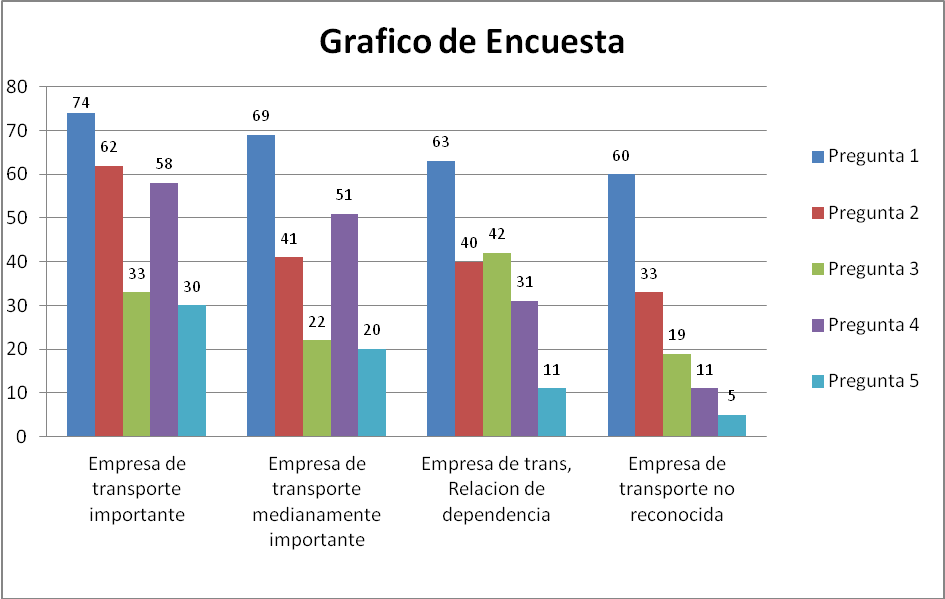 Grafico de Encuesta
80
70
60
50
40
30
20
10
0
74
62
33
58
30
69
41
22
51
20
63
40
42
31
11
60
33
19
11
5
Empresa de
transporte
importante
Empresa de
transporte
medianamente
importante
Empresa de trans,
Relacion de
dependencia
Empresa de
transporte no
reconocida
Pregunta 1
Pregunta 2
Pregunta 3
Pregunta 4
Pregunta 5